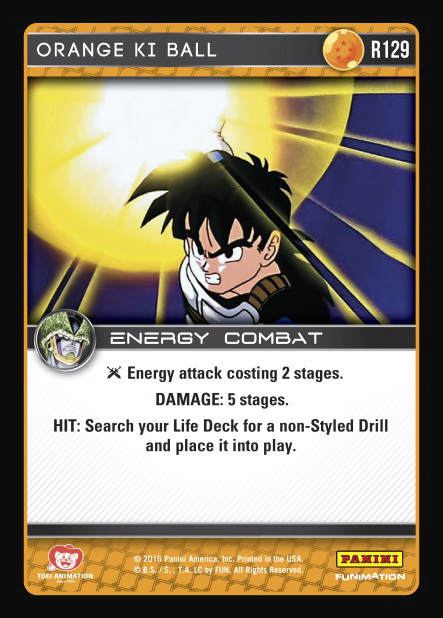 ORANGE KI BALL
R129
ENERGY COMBAT
Energy attack costing 2 stages.
DAMAGE: 5 stages.
HIT: Search your Life Deck for a non-Styled Drill
and place it into play.
TOEI ANIMATION
© 2016 Panini America, Inc. Printed in the USA.
© B.S. / S. , T.A. LC by FUN. All Rights Reserved.
PANINI
FUNIMATION